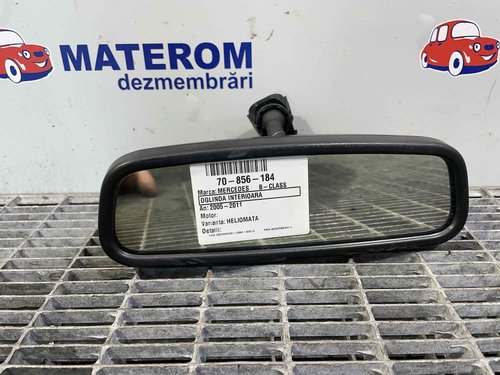 MATEROM
dezmembrări
70-856-184
Marca: MERCEDES B-CLASS
OGLINDA INTERIOARA
An: 2005-2011
Motor:
Varianta: HELIOMATA
Detalii: